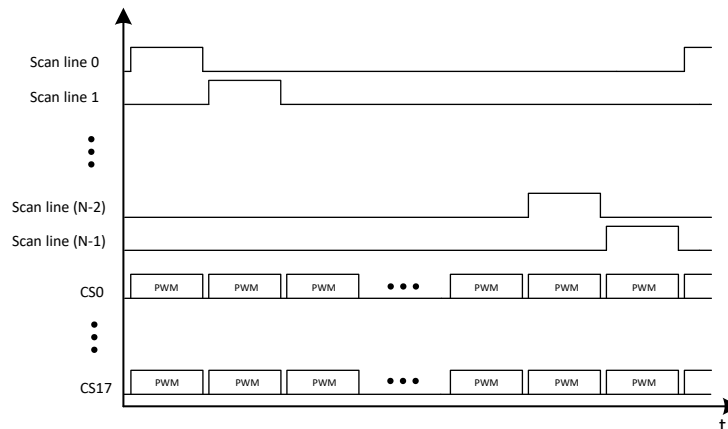 Scan line 0
Scan line 1
Scan line (N-2)
Scan line (N-1)
CS0 PWM PWM PWM PWM PWM PWM
CS17 PWM PWM PWM PWM PWM PWM
t